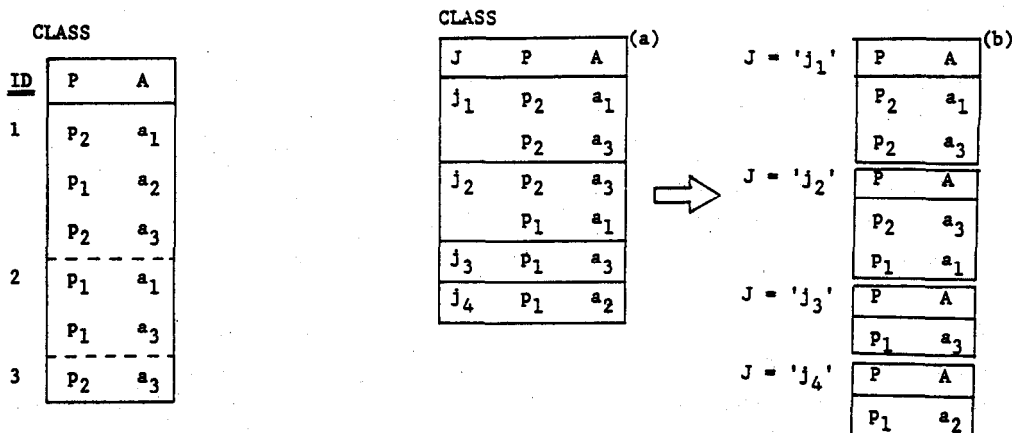 CLASS
ID P A
1 p₂ a₁
p₁ a₂
p₂ a₃
2 p₁ a₁
p₁ a₃
3 p₂ a₃
CLASS
(a)
J P A
j₁ p₂ a₁
p₂ a₃
j₂ p₂ a₃
p₁ a₁
j₃ p₁ a₃
j₄ p₁ a₂
(b)
J = 'j₁' P A
p₂ a₁
p₂ a₃
J = 'j₂' P A
p₂ a₃
p₁ a₁
J = 'j₃' P A
p₁ a₃
J = 'j₄' P A
p₁ a₂